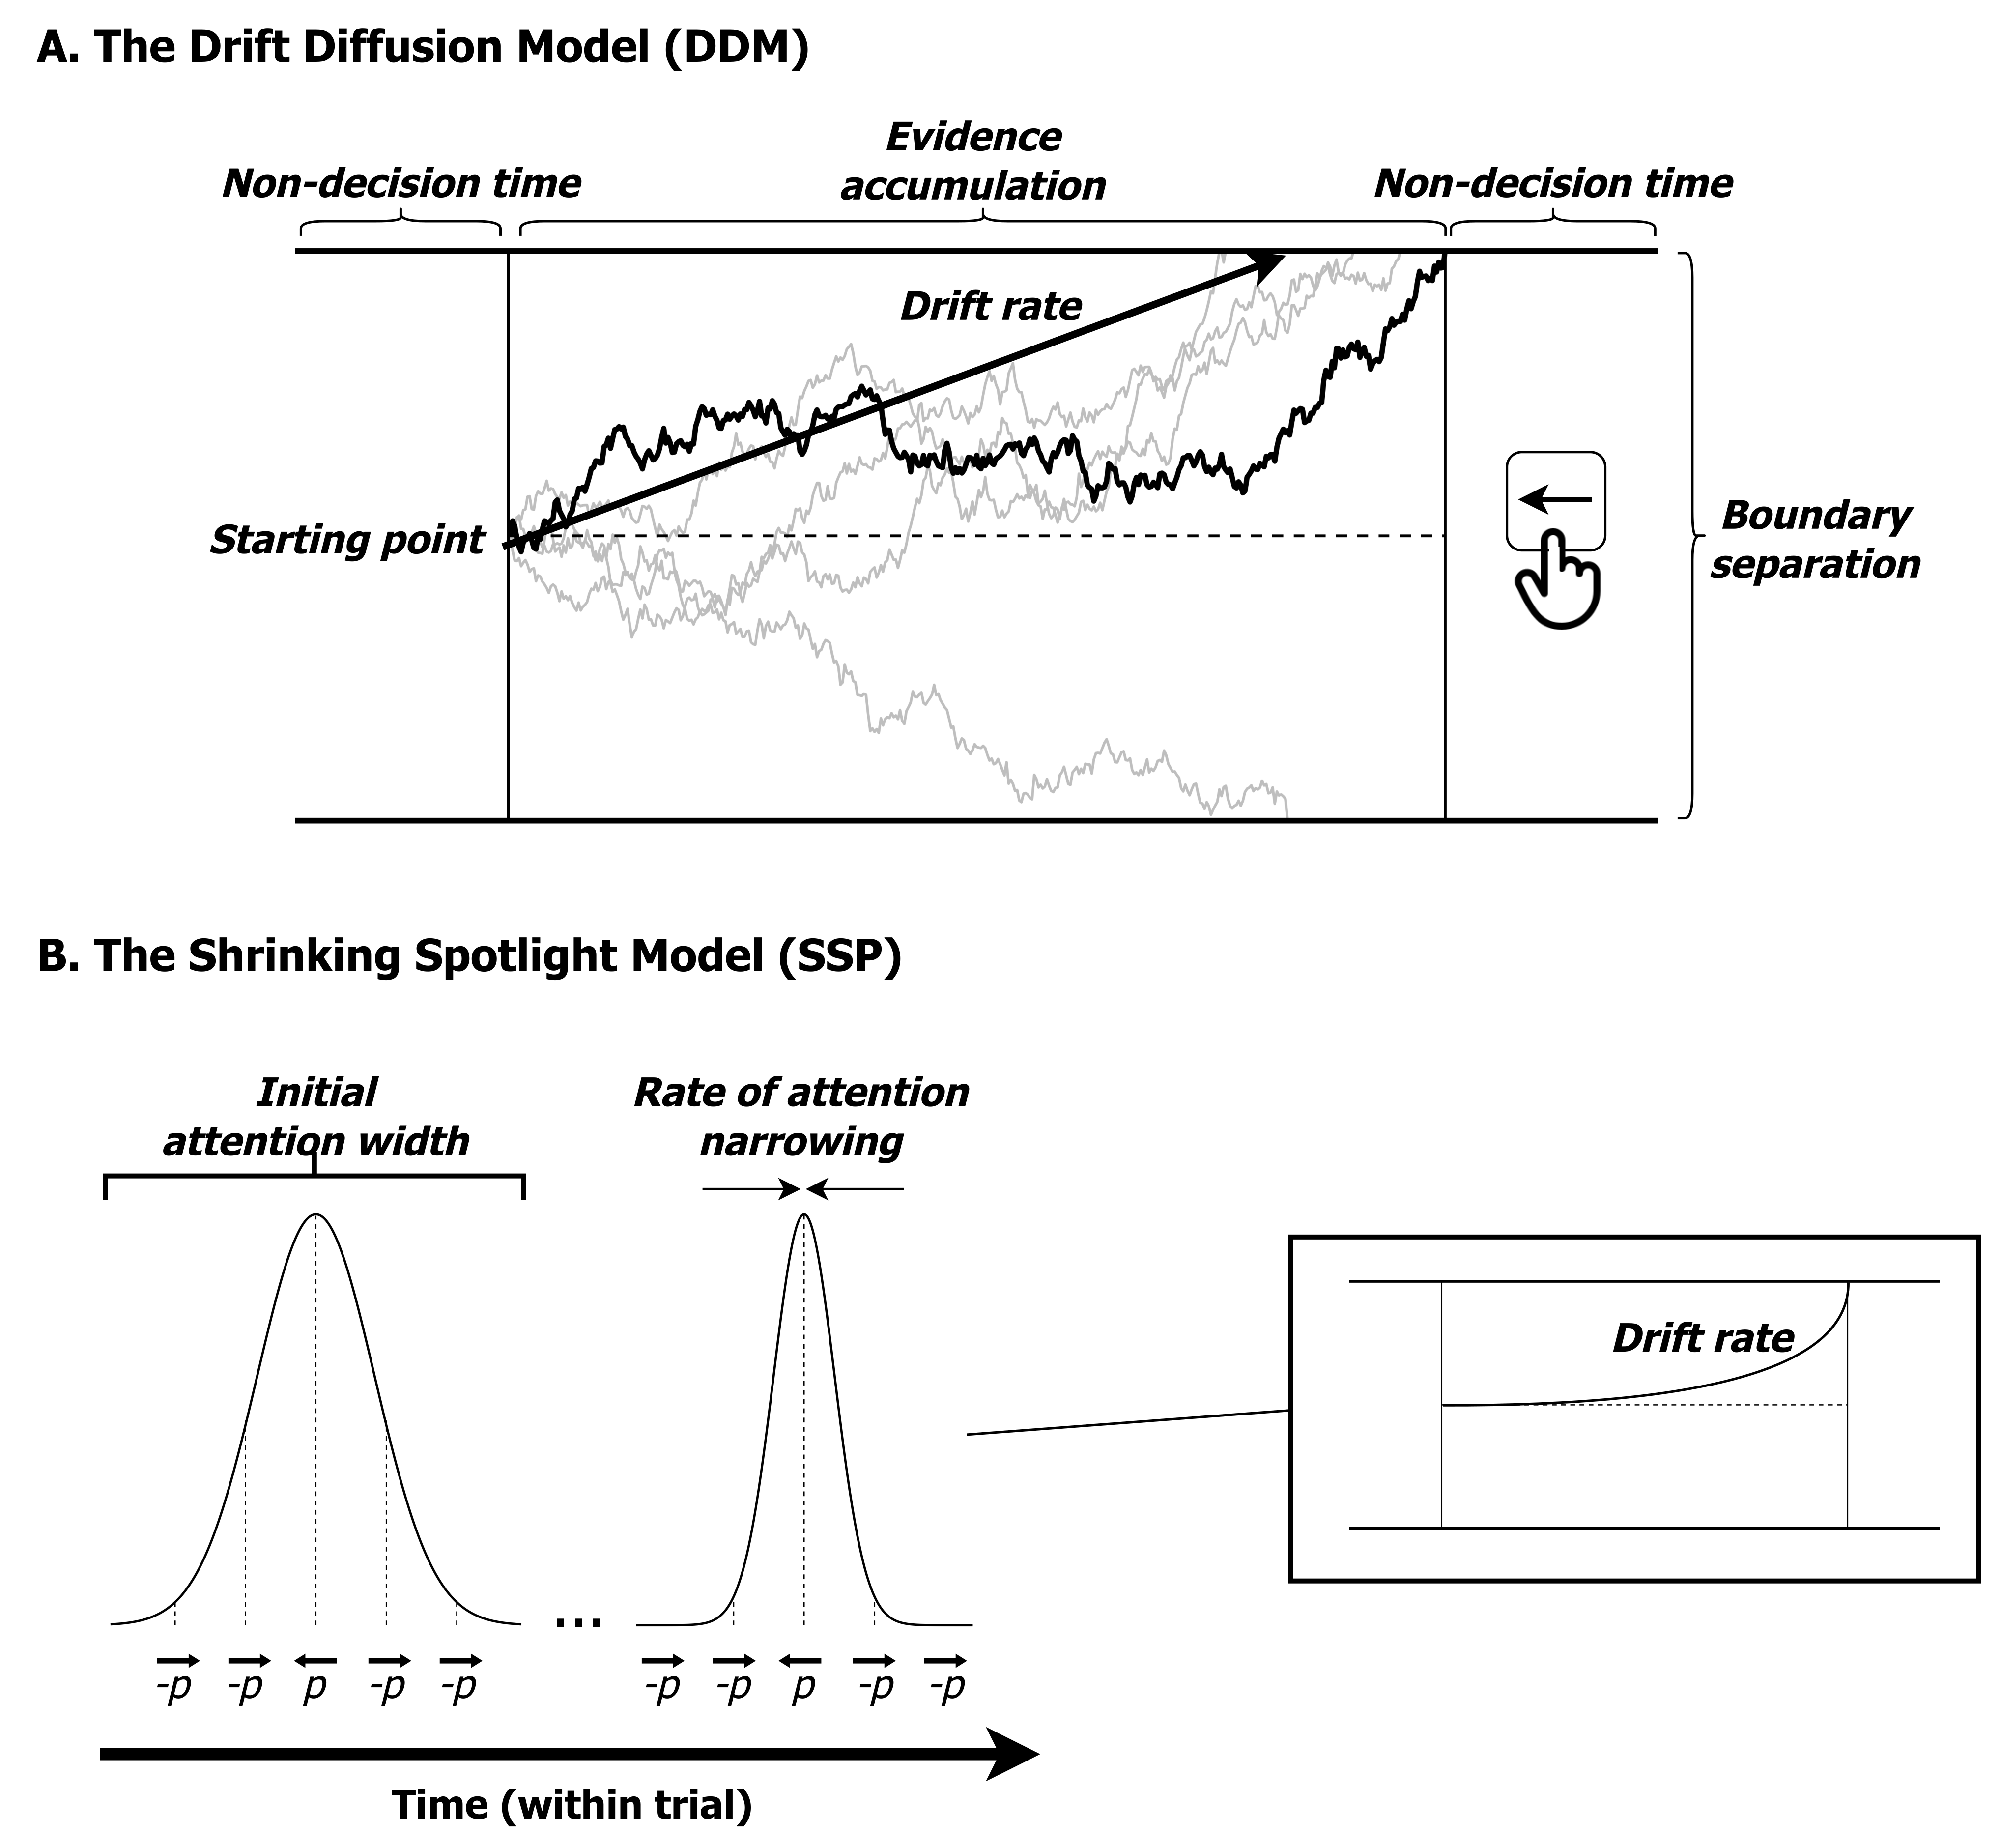 A. The Drift Diffusion Model (DDM)
Evidence
accumulation
Non-decision time
Non-decision time
Drift rate
Starting point
Boundary
separation
B. The Shrinking Spotlight Model (SSP)
Initial
attention width
Rate of attention
narrowing
Drift rate
...
-p -p p -p -p
-p -p p -p -p
Time (within trial)